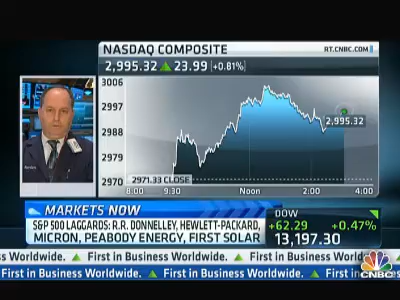 NASDAQ COMPOSITE
RT.CNBC.COM
2,995.32 ▲ 23.99 (+0.81%)
3006
2997
2988
2979
2970
2,995.32
2971.33 CLOSE
8:00 9:30 Noon 2:00 4:00
MARKETS NOW
S&P 500 LAGGARDS: R.R. DONNELLEY, HEWLETT-PACKARD,
MICRON, PEABODY ENERGY, FIRST SOLAR
DOW
+62.29 +0.47%
13,197.30
Worldwide. ▲ First in Business Worldwide. ▲ First in Business
First in Business Worldwide. ▲ First in Business Worldwide.
CNBC